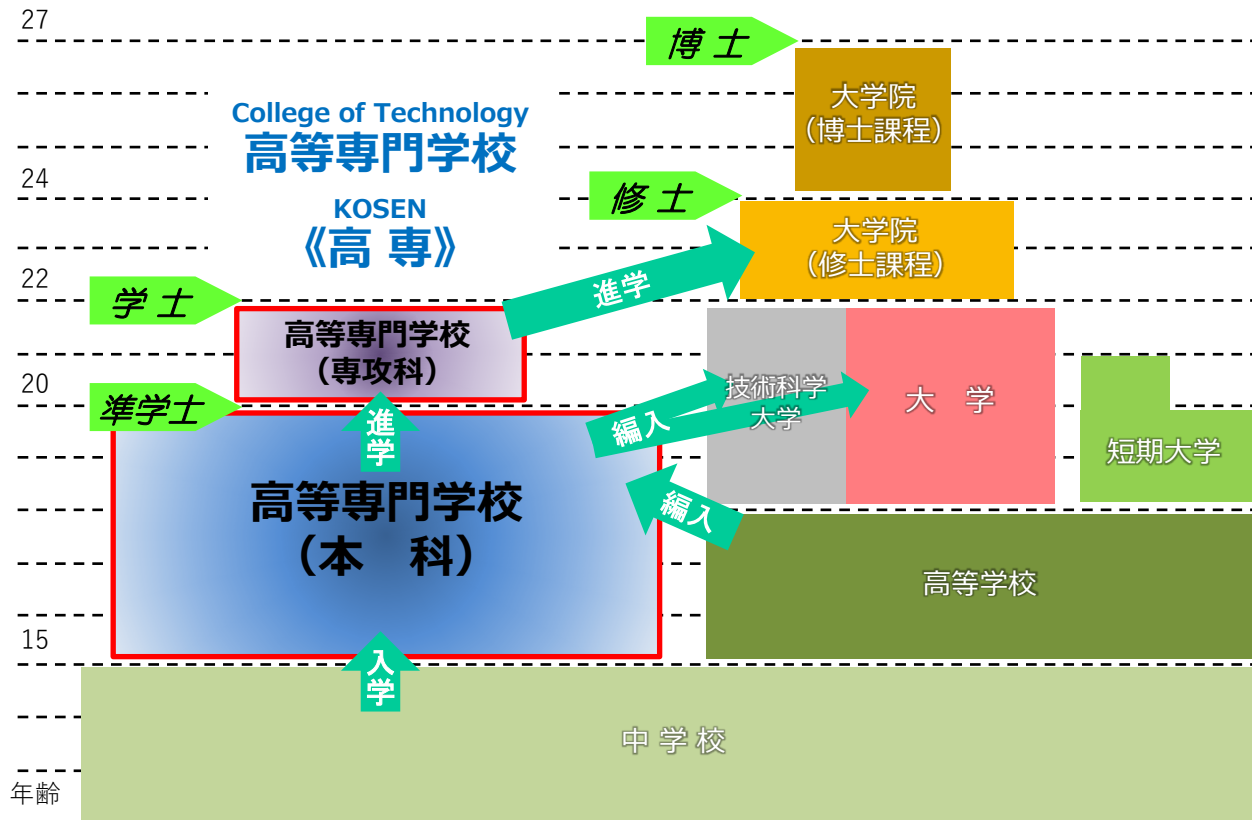 27
博 士
大学院
（博士課程）
College of Technology
高等専門学校
KOSEN
《高 専》
24
修 士
大学院
（修士課程）
22
進学
学 士
高等専門学校
（専攻科）
20
準学士
進学
編入
技術科学
大学
大　学
短期大学
高等専門学校
（本　科）
編入
高等学校
15
入学
中 学 校
年齢